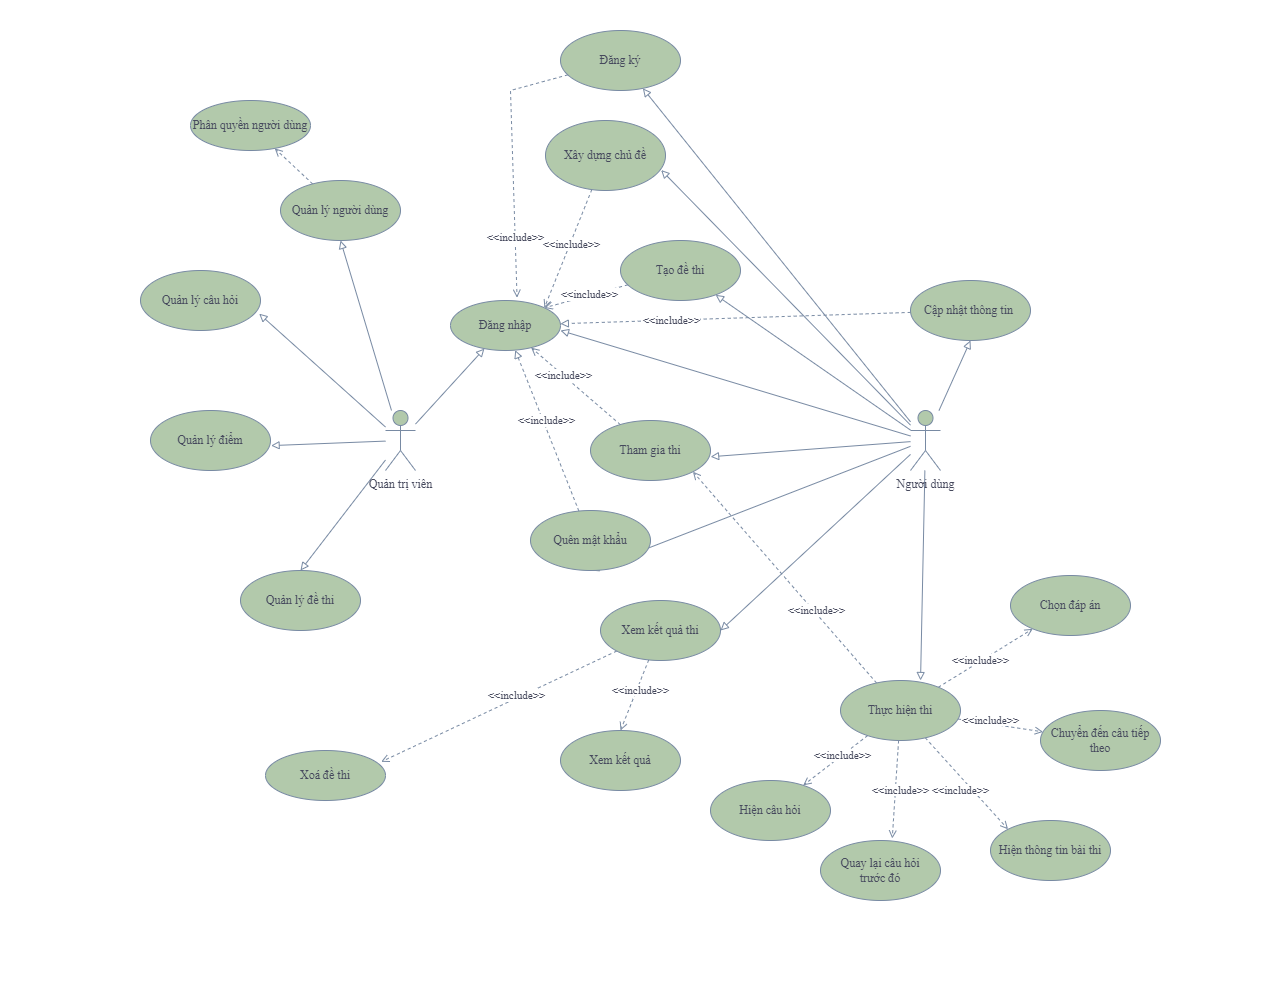 Đăng ký
Phân quyền người dùng
Xây dựng chủ đề
Quản lý người dùng
<<include>>
<<include>>
Tạo đề thi
Quản lý câu hỏi
<<include>>
Cập nhật thông tin
<<include>>
Đăng nhập
<<include>>
<<include>>
Quản lý điểm
Tham gia thi
Quản trị viên
Người dùng
Quên mật khẩu
Quản lý đề thi
Chọn đáp án
<<include>>
Xem kết quả thi
<<include>>
<<include>>
<<include>>
Thực hiện thi
<<include>>
Chuyển đến câu tiếp
theo
<<include>>
Xem kết quả
Xoá đề thi
<<include>>
<<include>>
Hiện câu hỏi
Hiện thông tin bài thi
Quay lại câu hỏi
trước đó